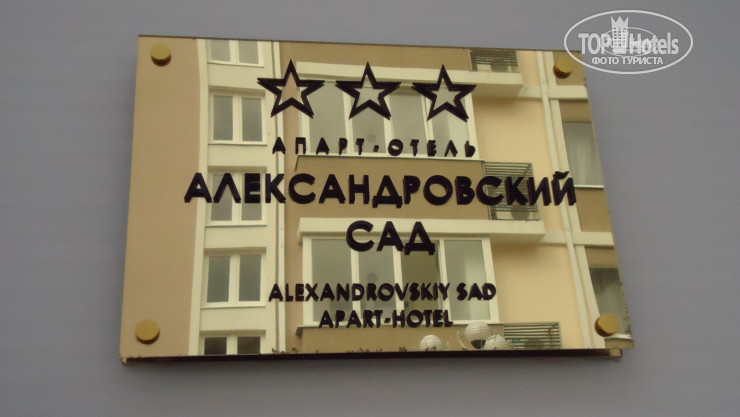 TOPHotels
ФОТО ТУРИСТА
АПАРТ-ОТЕЛЬ
АЛЕКСАНДРОВСКИЙ
САД
ALEXANDROVSKIY SAD
APART-HOTEL